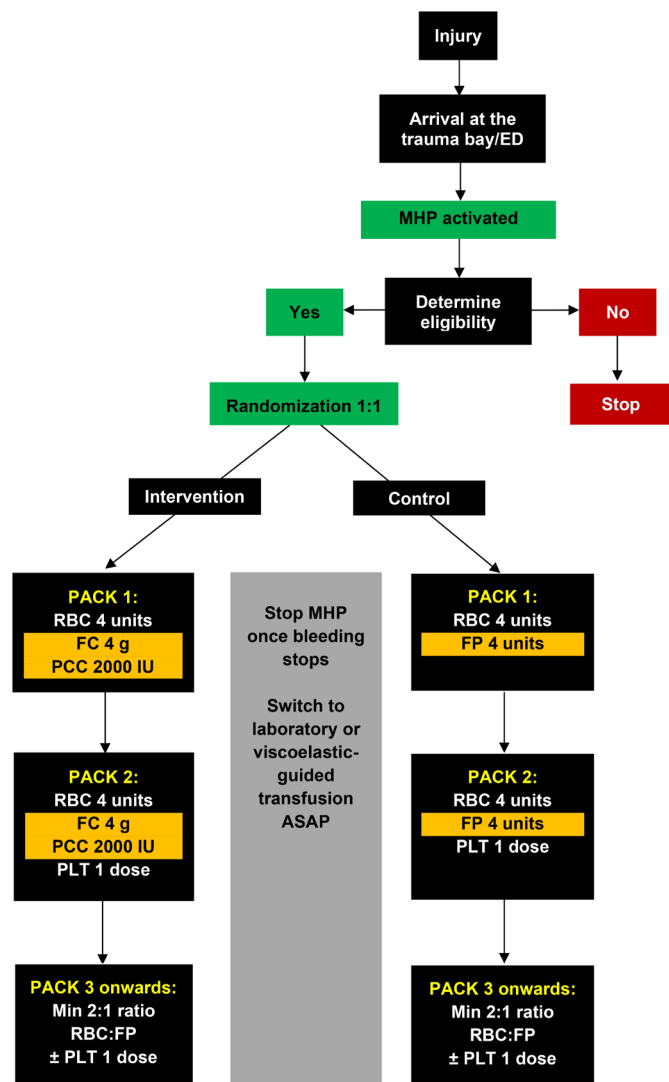 Injury
Arrival at the
trauma bay/ED
MHP activated
Determine
eligibility
Yes
No
Stop
Randomization 1:1
Intervention
Control
PACK 1:
RBC 4 units
FC 4 g
PCC 2000 IU
PACK 2:
RBC 4 units
FC 4 g
PCC 2000 IU
PLT 1 dose
PACK 3 onwards:
Min 2:1 ratio
RBC:FP
± PLT 1 dose
Stop MHP
once bleeding
stops
Switch to
laboratory or
viscoelastic-
guided
transfusion
ASAP
PACK 1:
RBC 4 units
FP 4 units
PACK 2:
RBC 4 units
FP 4 units
PLT 1 dose
PACK 3 onwards:
Min 2:1 ratio
RBC:FP
± PLT 1 dose